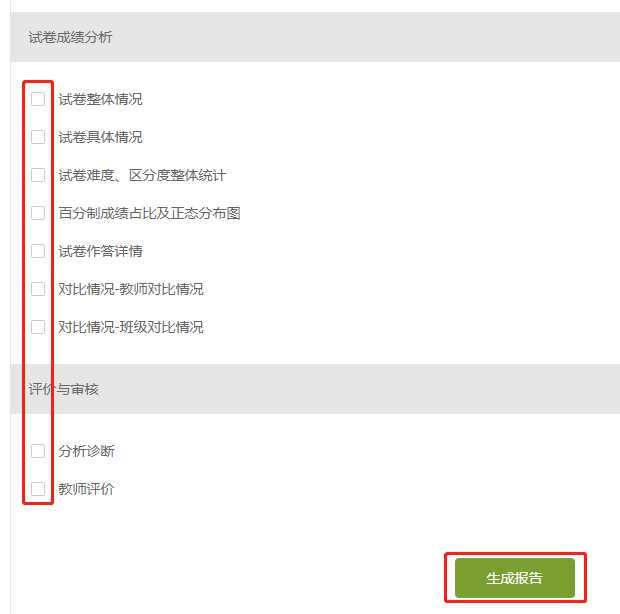 试卷成绩分析
试卷整体情况
试卷具体情况
试卷难度、区分度整体统计
百分制成绩占比及正态分布图
试卷作答详情
对比情况-教师对比情况
对比情况-班级对比情况
评价与审核
分析诊断
教师评价
生成报告